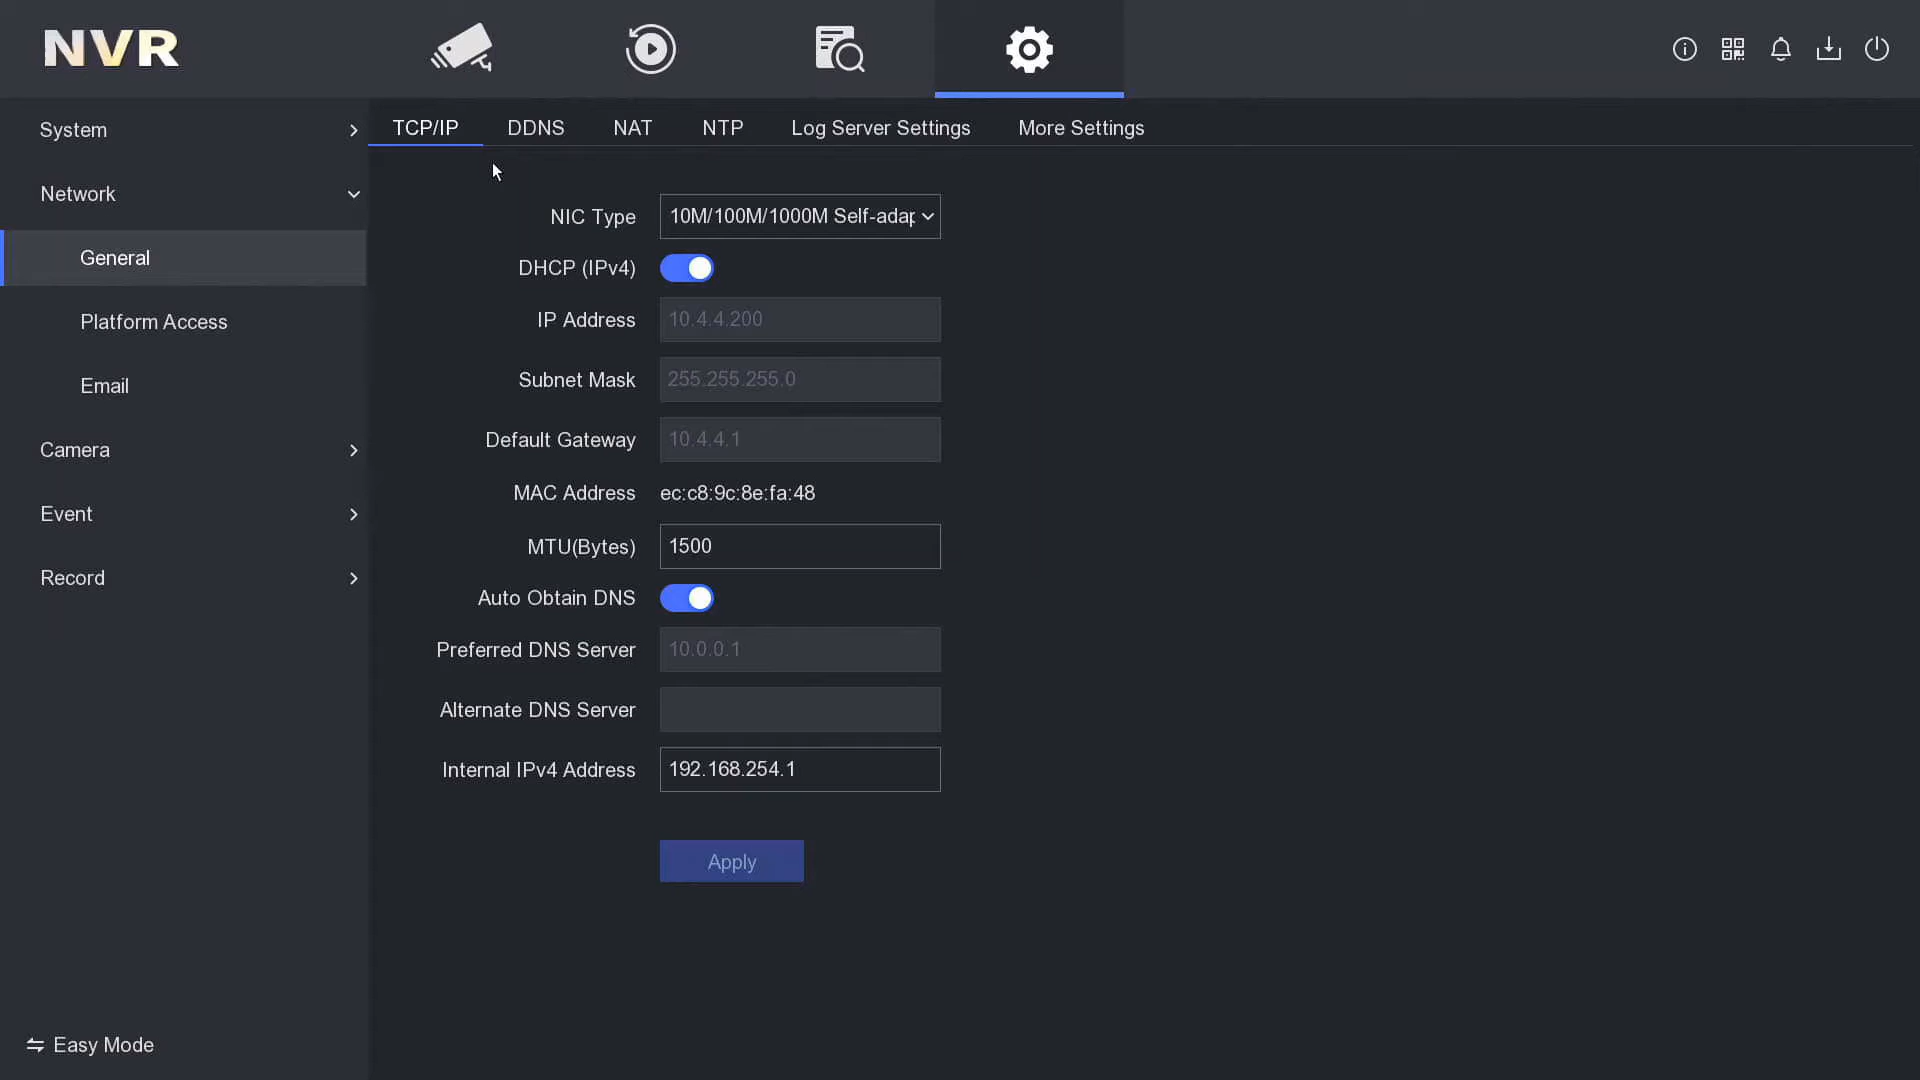 NVR
System
Network
General
Platform Access
Email
Camera
Event
Record
Easy Mode
TCP/IP DDNS NAT NTP Log Server Settings More Settings
NIC Type 10M/100M/1000M Self-adap
DHCP (IPv4)
IP Address 10.4.4.200
Subnet Mask 255.255.255.0
Default Gateway 10.4.4.1
MAC Address ec:c8:9c:8e:fa:48
MTU(Bytes) 1500
Auto Obtain DNS
Preferred DNS Server 10.0.0.1
Alternate DNS Server
Internal IPv4 Address 192.168.254.1
Apply